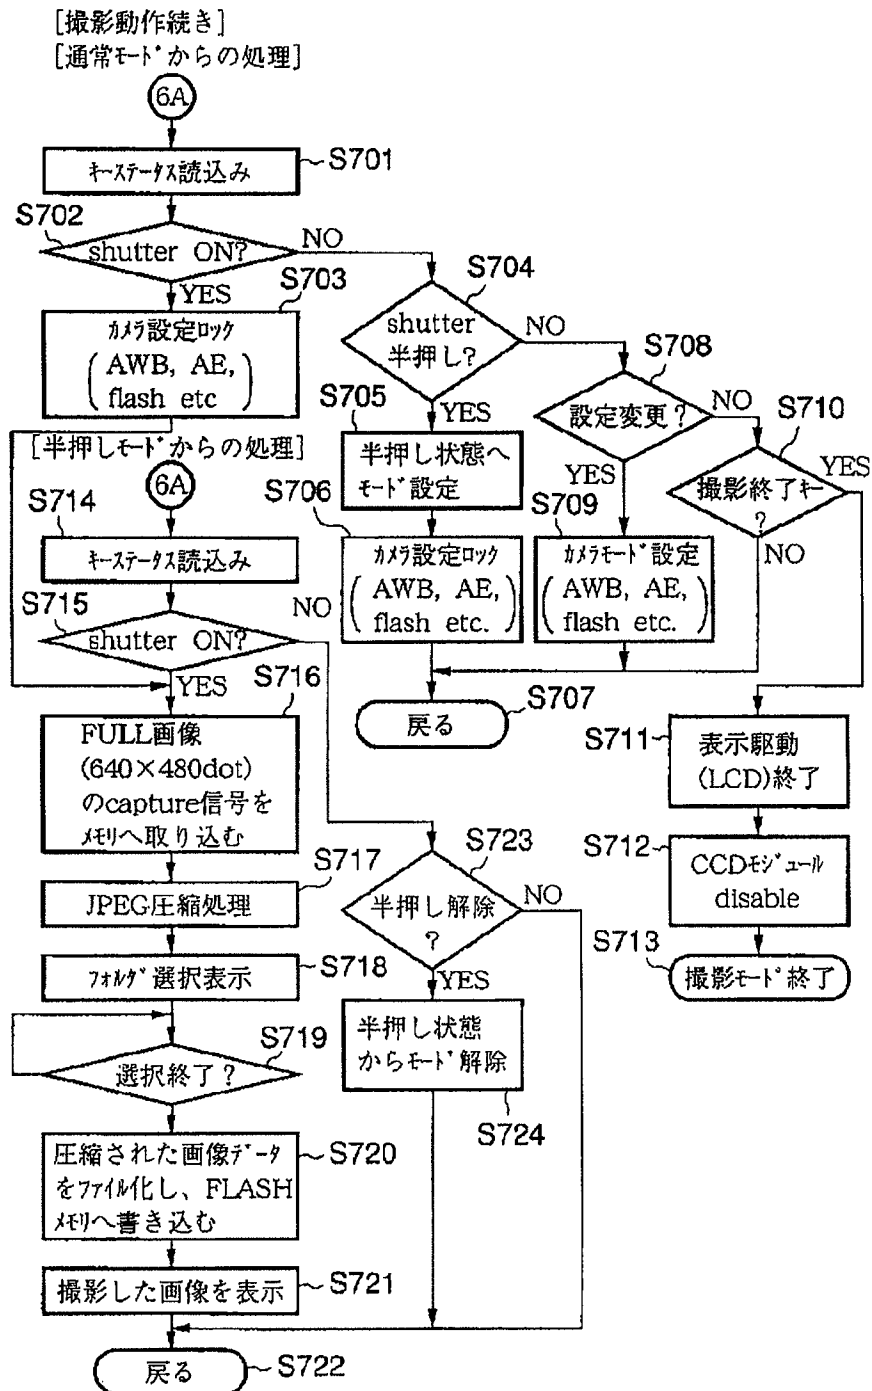 [撮影動作続き]
[通常ﾓｰﾄﾞからの処理]
6A
ｷｰｽﾃｰﾀｽ読込み
S701
S702
shutter ON?
NO
YES
S703
ｶﾒﾗ設定ﾛｯｸ
(AWB, AE,
flash etc)
S704
shutter
半押し?
NO
YES
S705
半押し状態へ
ﾓｰﾄﾞ設定
S706
ｶﾒﾗ設定ﾛｯｸ
(AWB, AE,
flash etc.)
S708
設定変更?
NO
YES
S709
ｶﾒﾗﾓｰﾄﾞ設定
(AWB, AE,
flash etc.)
S710
撮影終了ｷｰ
?
YES
NO
戻る
S707
S711
表示駆動
(LCD)終了
S712
CCDﾓｼﾞｭｰﾙ
disable
S713
撮影ﾓｰﾄﾞ終了
[半押しﾓｰﾄﾞからの処理]
6A
S714
ｷｰｽﾃｰﾀｽ読込み
S715
shutter ON?
NO
YES
S716
FULL画像
(640×480dot)
のcapture信号を
ﾒﾓﾘへ取り込む
S717
JPEG圧縮処理
S718
ﾌｫﾙﾀﾞ選択表示
S719
選択終了?
圧縮された画像ﾃﾞｰﾀ
をﾌｧｲﾙ化し、FLASH
ﾒﾓﾘへ書き込む
S720
撮影した画像を表示
S721
S723
半押し解除
?
NO
YES
半押し状態
からﾓｰﾄﾞ解除
S724
戻る
S722